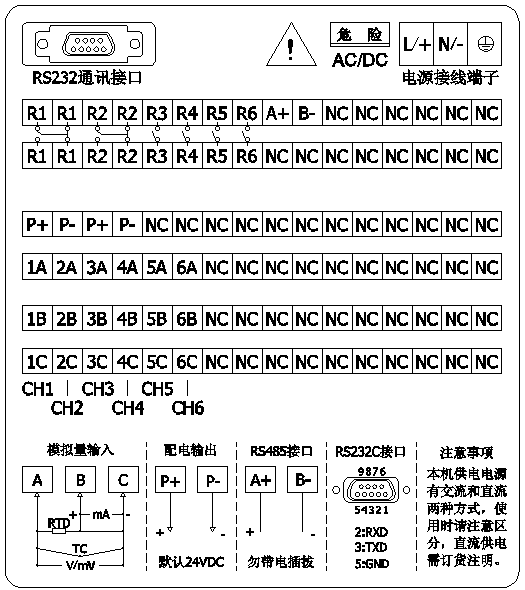 危 险
L/+ N/- 
RS232通讯接口
AC/DC
电源接线端子
R1 R1 R2 R2 R3 R4 R5 R6 A+ B- NC NC NC NC NC NC
R1 R1 R2 R2 R3 R4 R5 R6 NC NC NC NC NC NC NC NC
P+ P- P+ P- NC NC NC NC NC NC NC NC NC NC NC NC
1A 2A 3A 4A 5A 6A NC NC NC NC NC NC NC NC NC NC
1B 2B 3B 4B 5B 6B NC NC NC NC NC NC NC NC NC NC
1C 2C 3C 4C 5C 6C NC NC NC NC NC NC NC NC NC NC
CH1 CH3 CH5
CH2 CH4 CH6
模拟量输入
A B C
+ mA -
RTD
TC
V/mV
配电输出
P+ P-
+ -
默认24VDC
RS485接口
A+ B-
+ -
勿带电插拔
RS232C接口
9876
54321
2:RXD
3:TXD
5:GND
注意事项
本机供电电源
有交流和直流
两种方式，使
用时请注意区
分，直流供电
需订货注明。